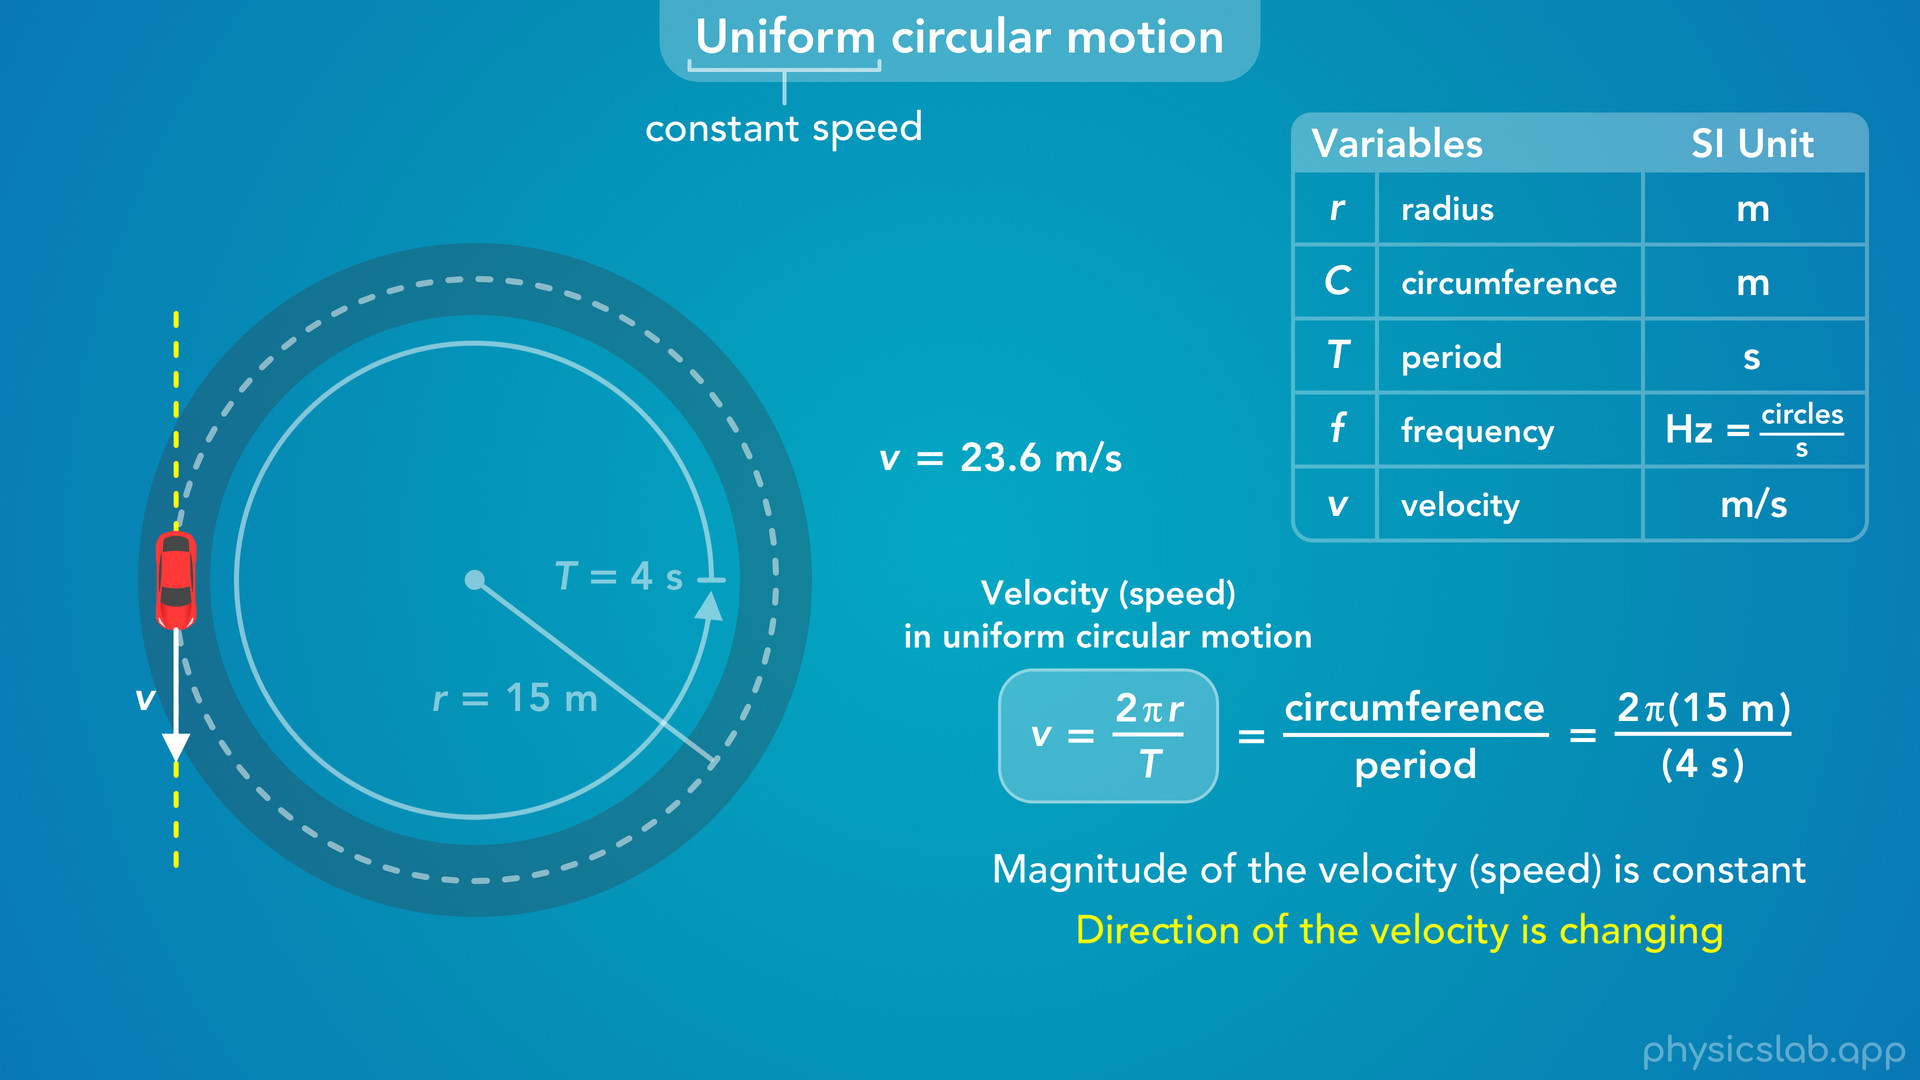 Uniform circular motion
constant speed
Variables SI Unit
r radius m
C circumference m
T period s
f frequency Hz = circles/s
v velocity m/s
v = 23.6 m/s
T = 4 s
r = 15 m
v
Velocity (speed)
in uniform circular motion
v = 2πr/T = circumference/period = 2π(15 m)/(4 s)
Magnitude of the velocity (speed) is constant
Direction of the velocity is changing
physicslab.app